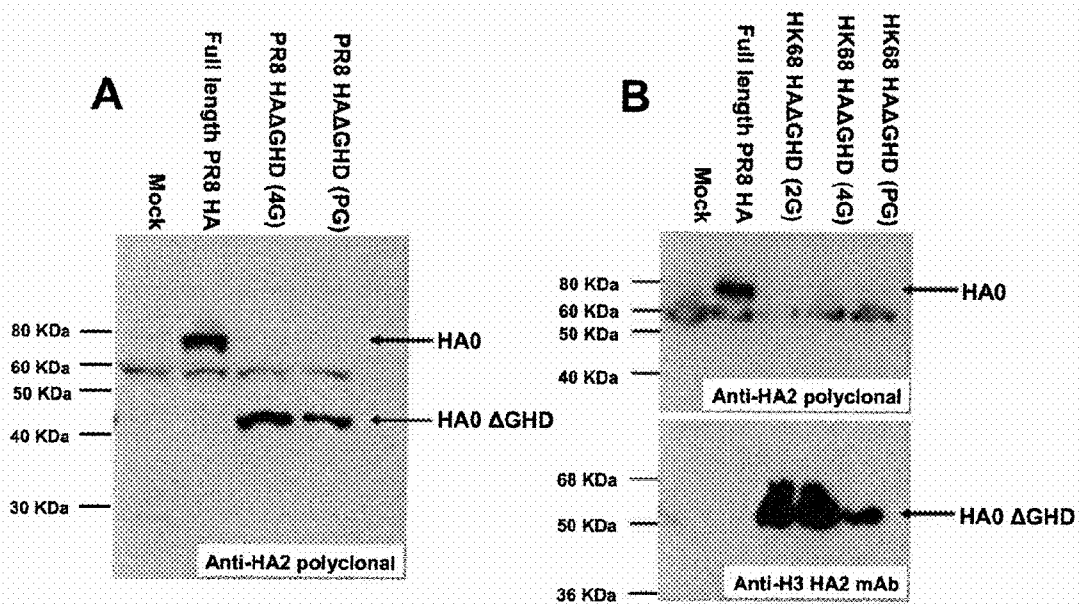 A
Mock
Full length PR8 HA
PR8 HAΔGHD (4G)
PR8 HAΔGHD (PG)
80 KDa
60 KDa
50 KDa
40 KDa
30 KDa
HA0
HA0 ΔGHD
Anti-HA2 polyclonal
B
Mock
Full length PR8 HA
HK68 HAΔGHD (2G)
HK68 HAΔGHD (4G)
HK68 HAΔGHD (PG)
80 KDa
60 KDa
50 KDa
40 KDa
HA0
Anti-HA2 polyclonal
68 KDa
50 KDa
36 KDa
HA0 ΔGHD
Anti-H3 HA2 mAb